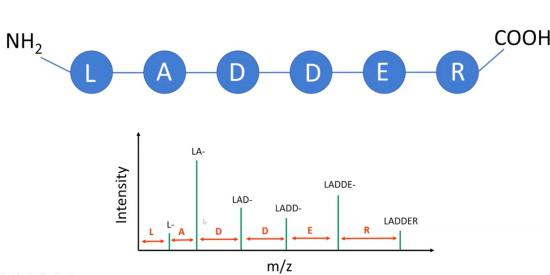 NH2
COOH
L A D D E R
LA-
LADDE-
LAD-
LADD-
LADDER
L-
L A D D E R
Intensity
m/z